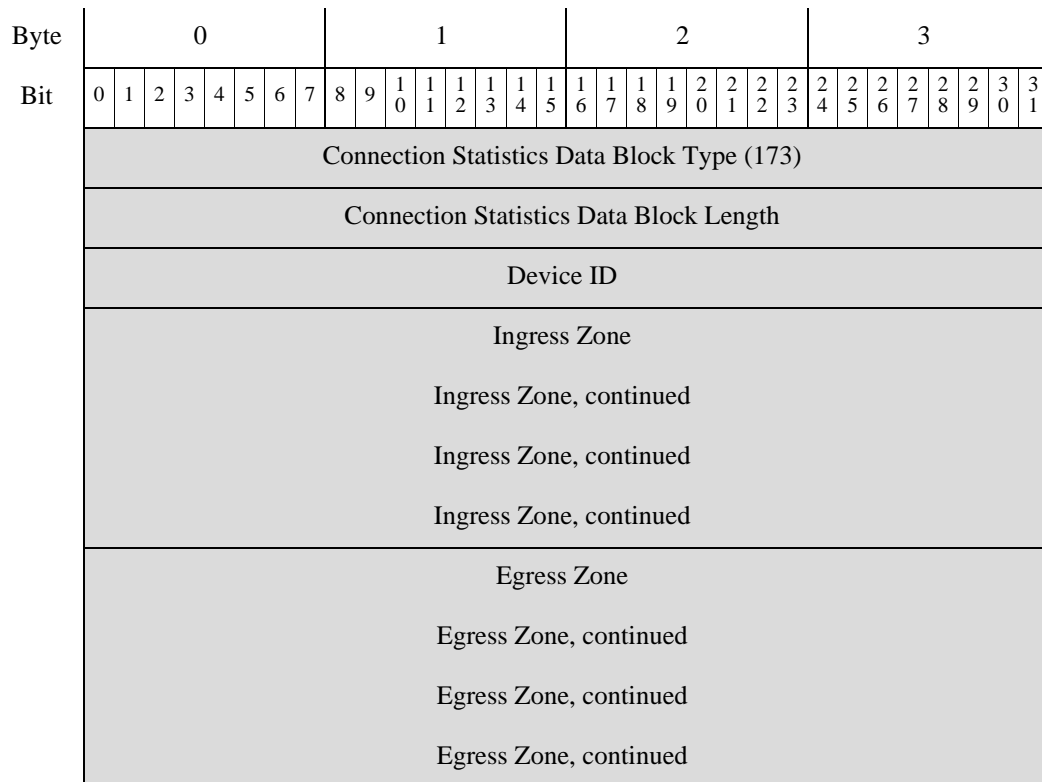 Byte 0 1 2 3
Bit 0 1 2 3 4 5 6 7 8 9 10 11 12 13 14 15 16 17 18 19 20 21 22 23 24 25 26 27 28 29 30 31
Connection Statistics Data Block Type (173)
Connection Statistics Data Block Length
Device ID
Ingress Zone
Ingress Zone, continued
Ingress Zone, continued
Ingress Zone, continued
Egress Zone
Egress Zone, continued
Egress Zone, continued
Egress Zone, continued